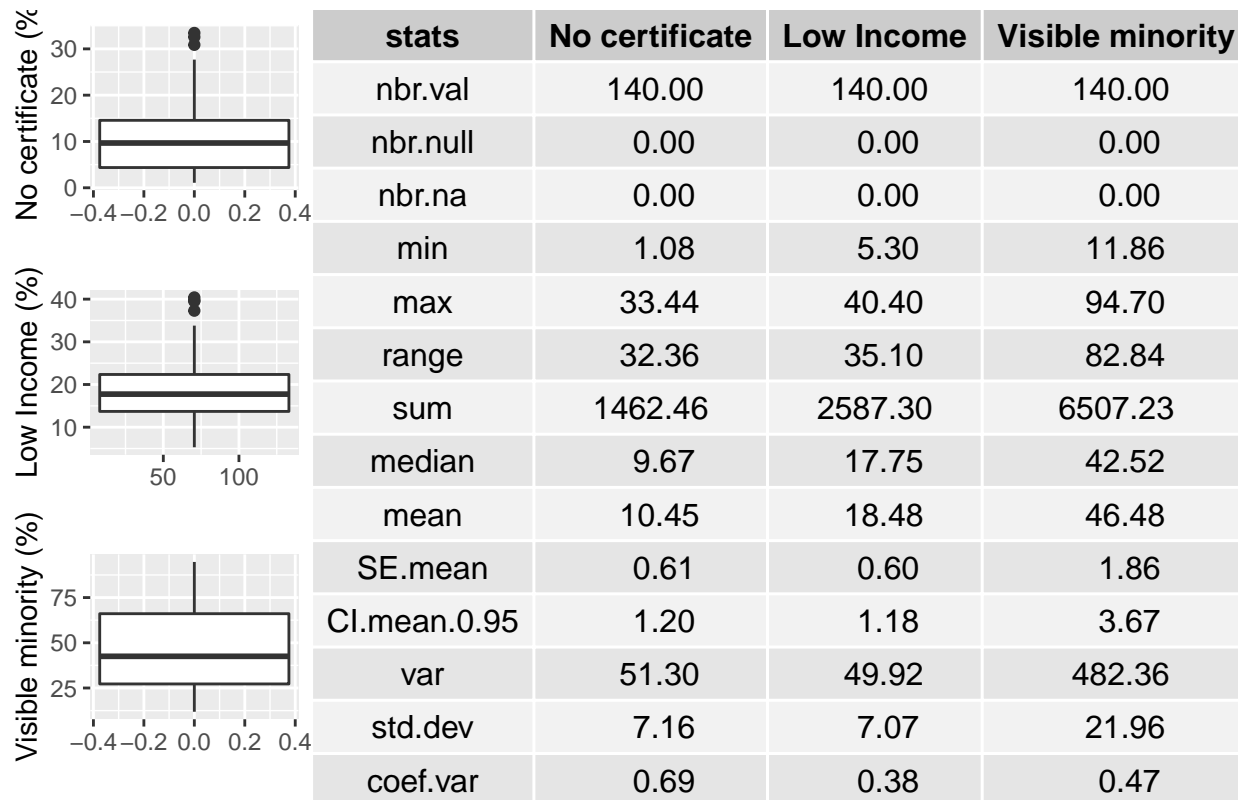 No certificate (%
30
20
10
0
−0.4 −0.2 0.0 0.2 0.4
Low Income (%)
40
30
20
10
50 100
Visible minority (%)
75
50
25
−0.4 −0.2 0.0 0.2 0.4
stats No certificate Low Income Visible minority
nbr.val 140.00 140.00 140.00
nbr.null 0.00 0.00 0.00
nbr.na 0.00 0.00 0.00
min 1.08 5.30 11.86
max 33.44 40.40 94.70
range 32.36 35.10 82.84
sum 1462.46 2587.30 6507.23
median 9.67 17.75 42.52
mean 10.45 18.48 46.48
SE.mean 0.61 0.60 1.86
CI.mean.0.95 1.20 1.18 3.67
var 51.30 49.92 482.36
std.dev 7.16 7.07 21.96
coef.var 0.69 0.38 0.47